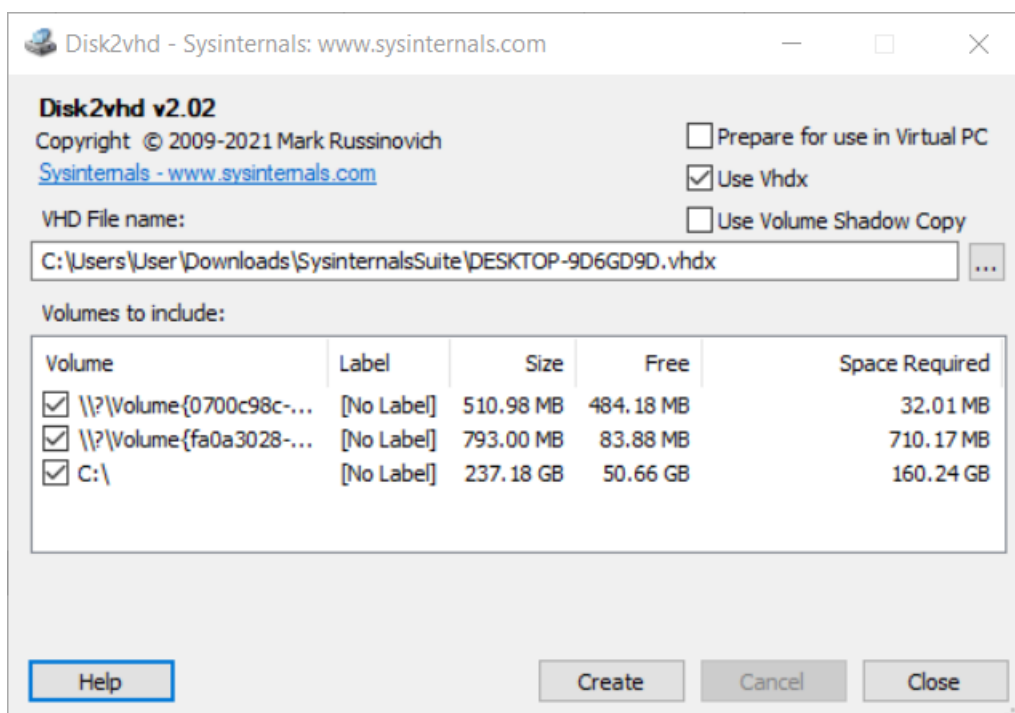 Disk2vhd - Sysinternals: www.sysinternals.com
Disk2vhd v2.02
Copyright © 2009-2021 Mark Russinovich
Sysinternals - www.sysinternals.com
Prepare for use in Virtual PC
Use Vhdx
Use Volume Shadow Copy
VHD File name:
C:\Users\User\Downloads\SysinternalsSuite\DESKTOP-9D6GD9D.vhdx
...
Volumes to include:
Volume Label Size Free Space Required
\\?\Volume{0700c98c-... [No Label] 510.98 MB 484.18 MB 32.01 MB
\\?\Volume{fa0a3028-... [No Label] 793.00 MB 83.88 MB 710.17 MB
C:\ [No Label] 237.18 GB 50.66 GB 160.24 GB
Help Create Cancel Close